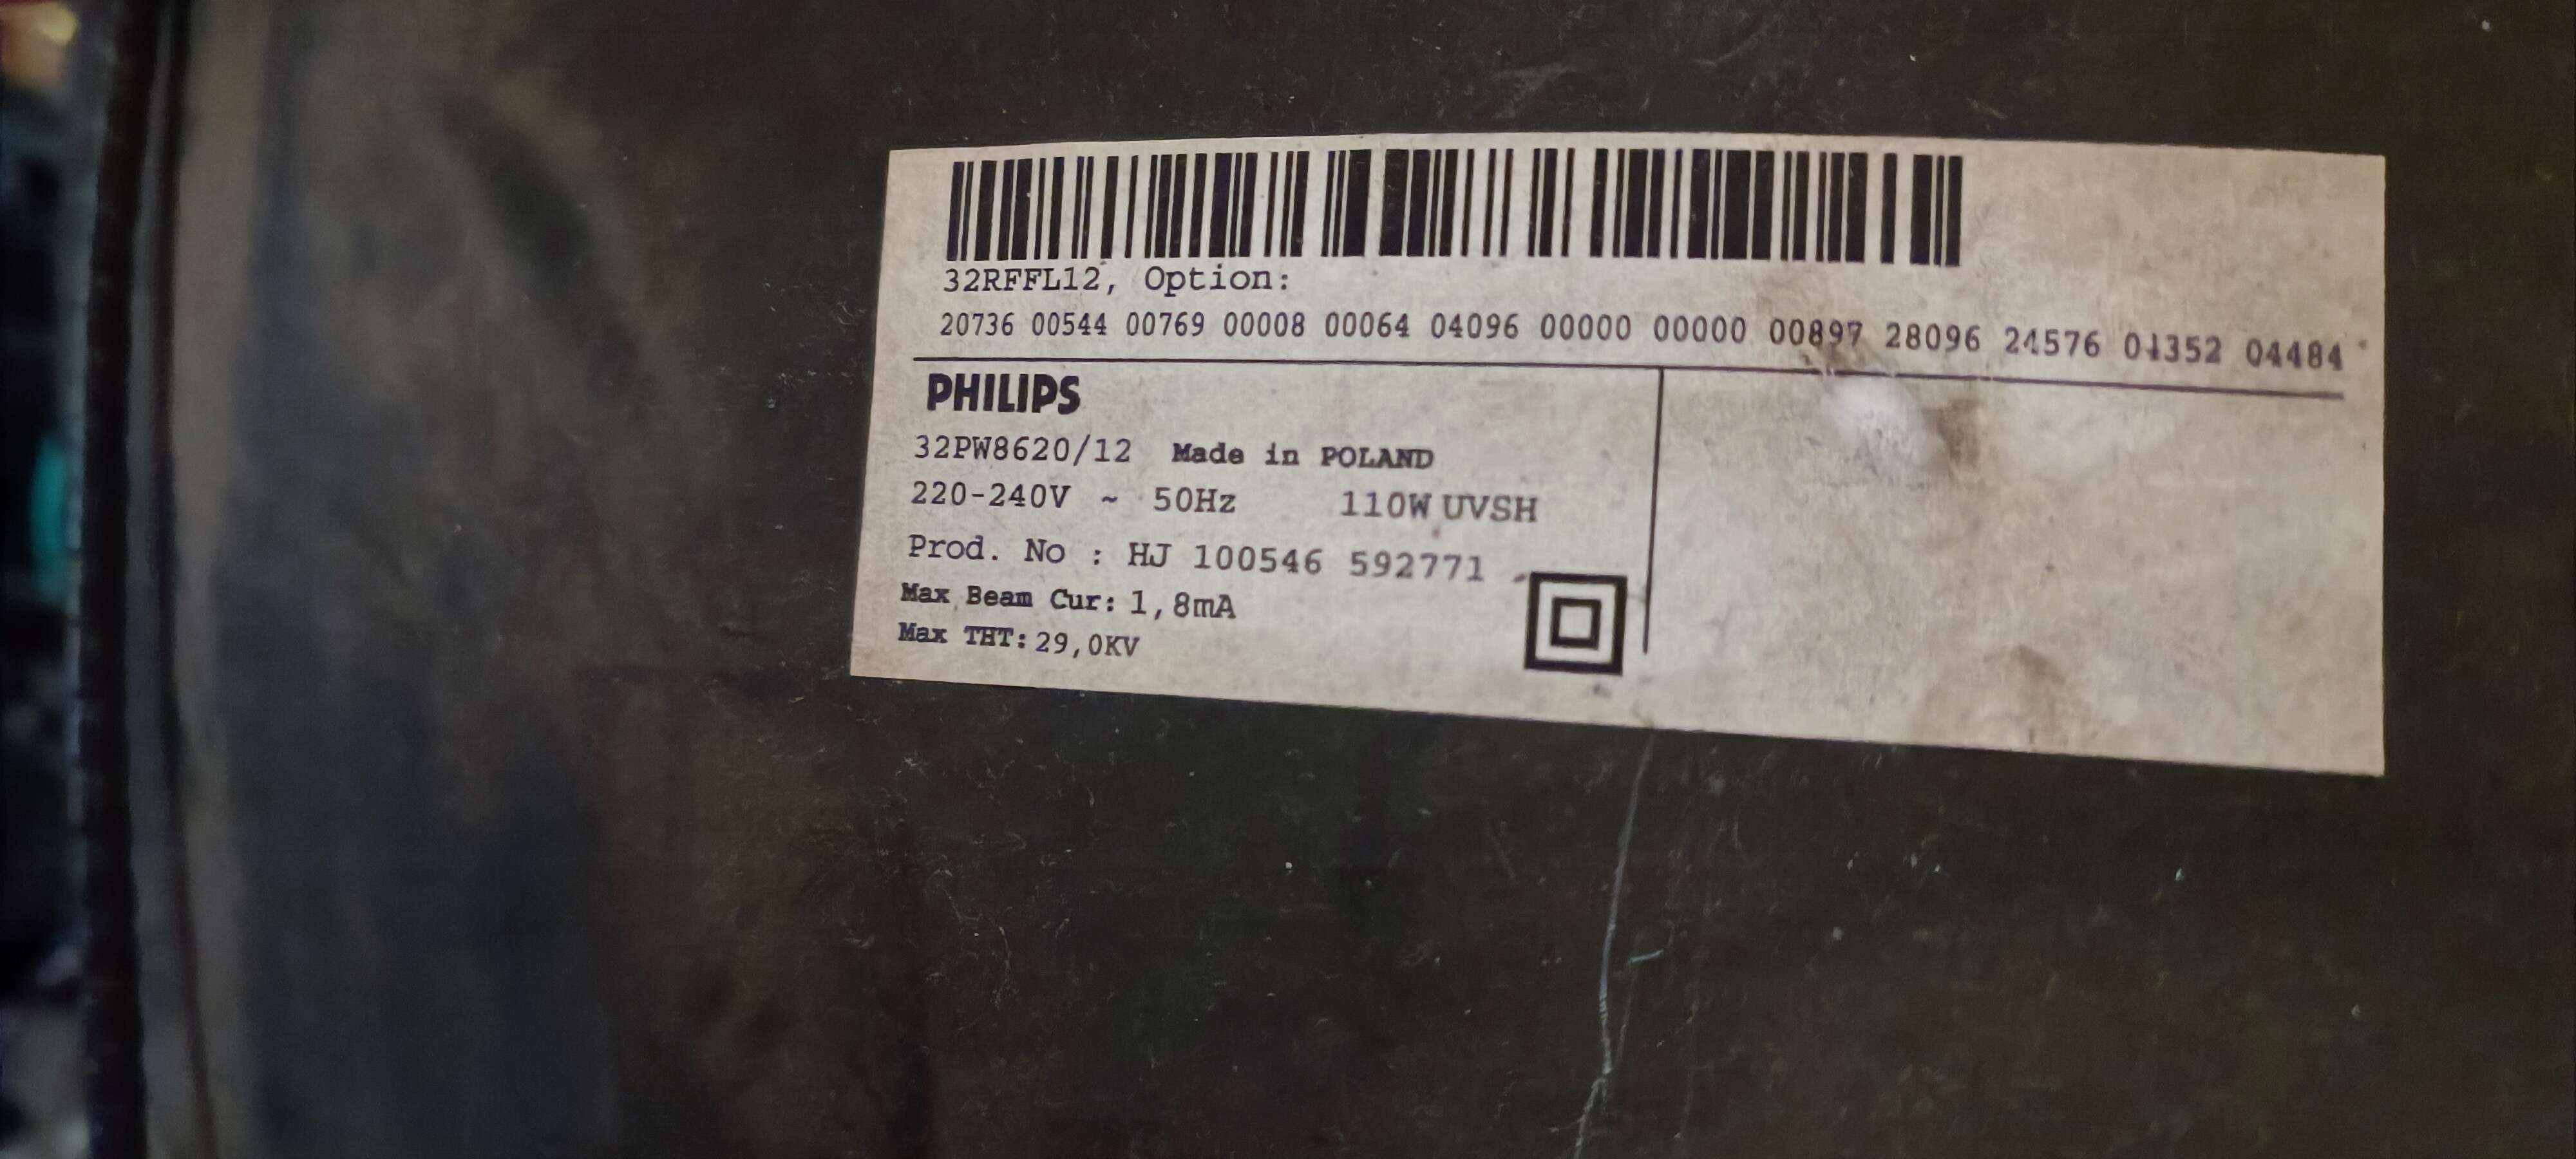 32RFFL12, Option:
20736 00544 00769 00008 00064 04096 00000 00000 00897 28096 24576 01352 04484
PHILIPS
32PW8620/12 Made in POLAND
220-240V ~ 50Hz 110W UVSH
Prod. No : HJ 100546 592771
Max Beam Cur: 1,8mA
Max THT: 29,0KV